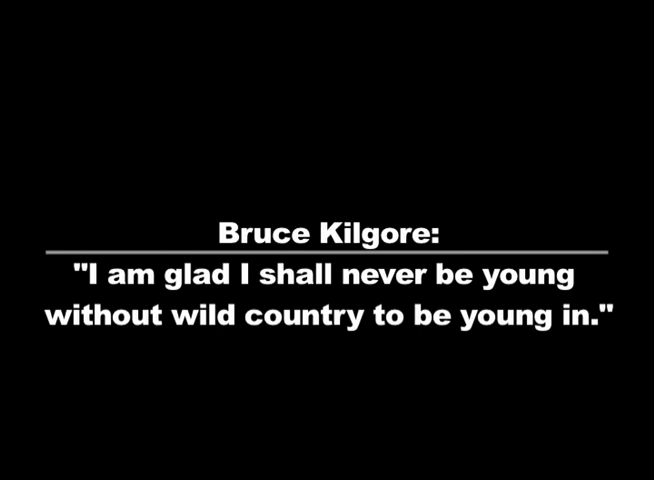 Bruce Kilgore:
"I am glad I shall never be young
without wild country to be young in."